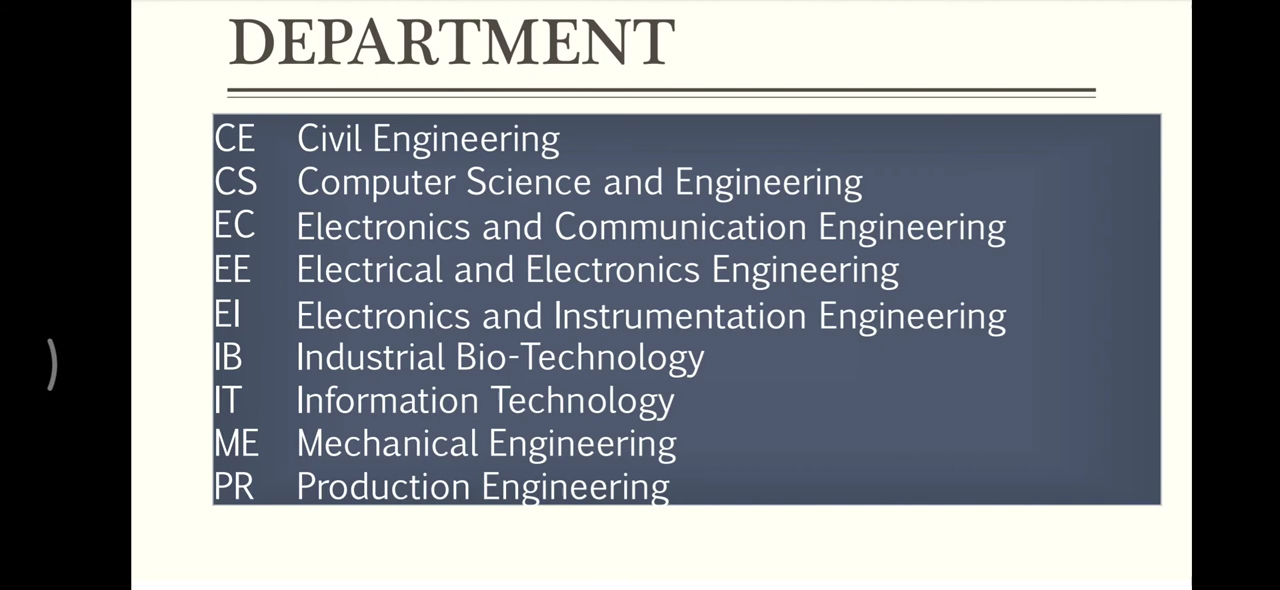 DEPARTMENT
CE Civil Engineering
CS Computer Science and Engineering
EC Electronics and Communication Engineering
EE Electrical and Electronics Engineering
EI Electronics and Instrumentation Engineering
IB Industrial Bio-Technology
IT Information Technology
ME Mechanical Engineering
PR Production Engineering